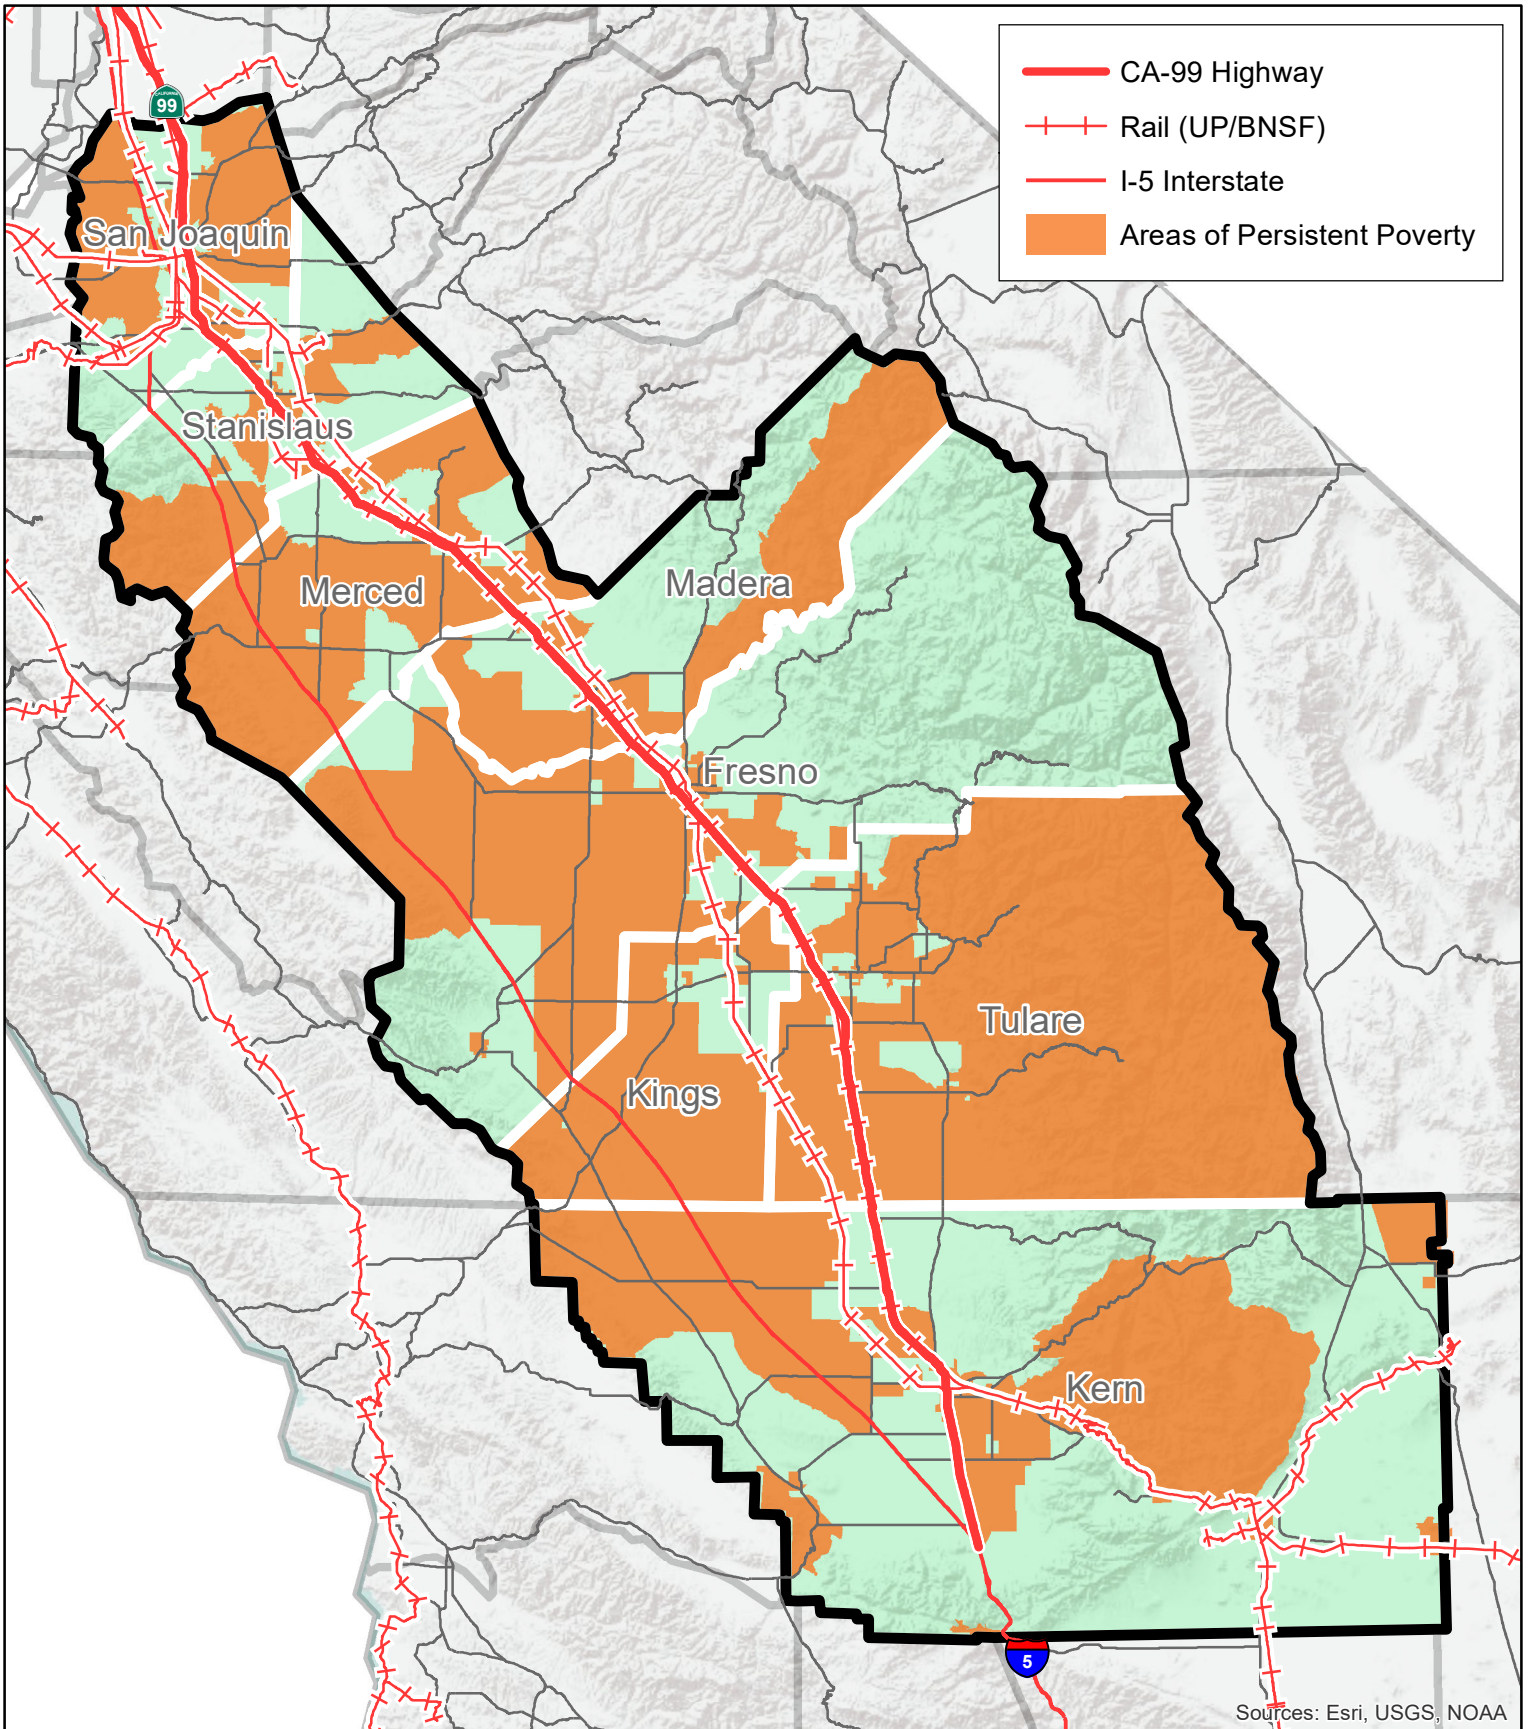 CA-99 Highway
Rail (UP/BNSF)
I-5 Interstate
Areas of Persistent Poverty
CALIFORNIA
99
San Joaquin
Stanislaus
Merced
Madera
Fresno
Tulare
Kings
Kern
5
Sources: Esri, USGS, NOAA